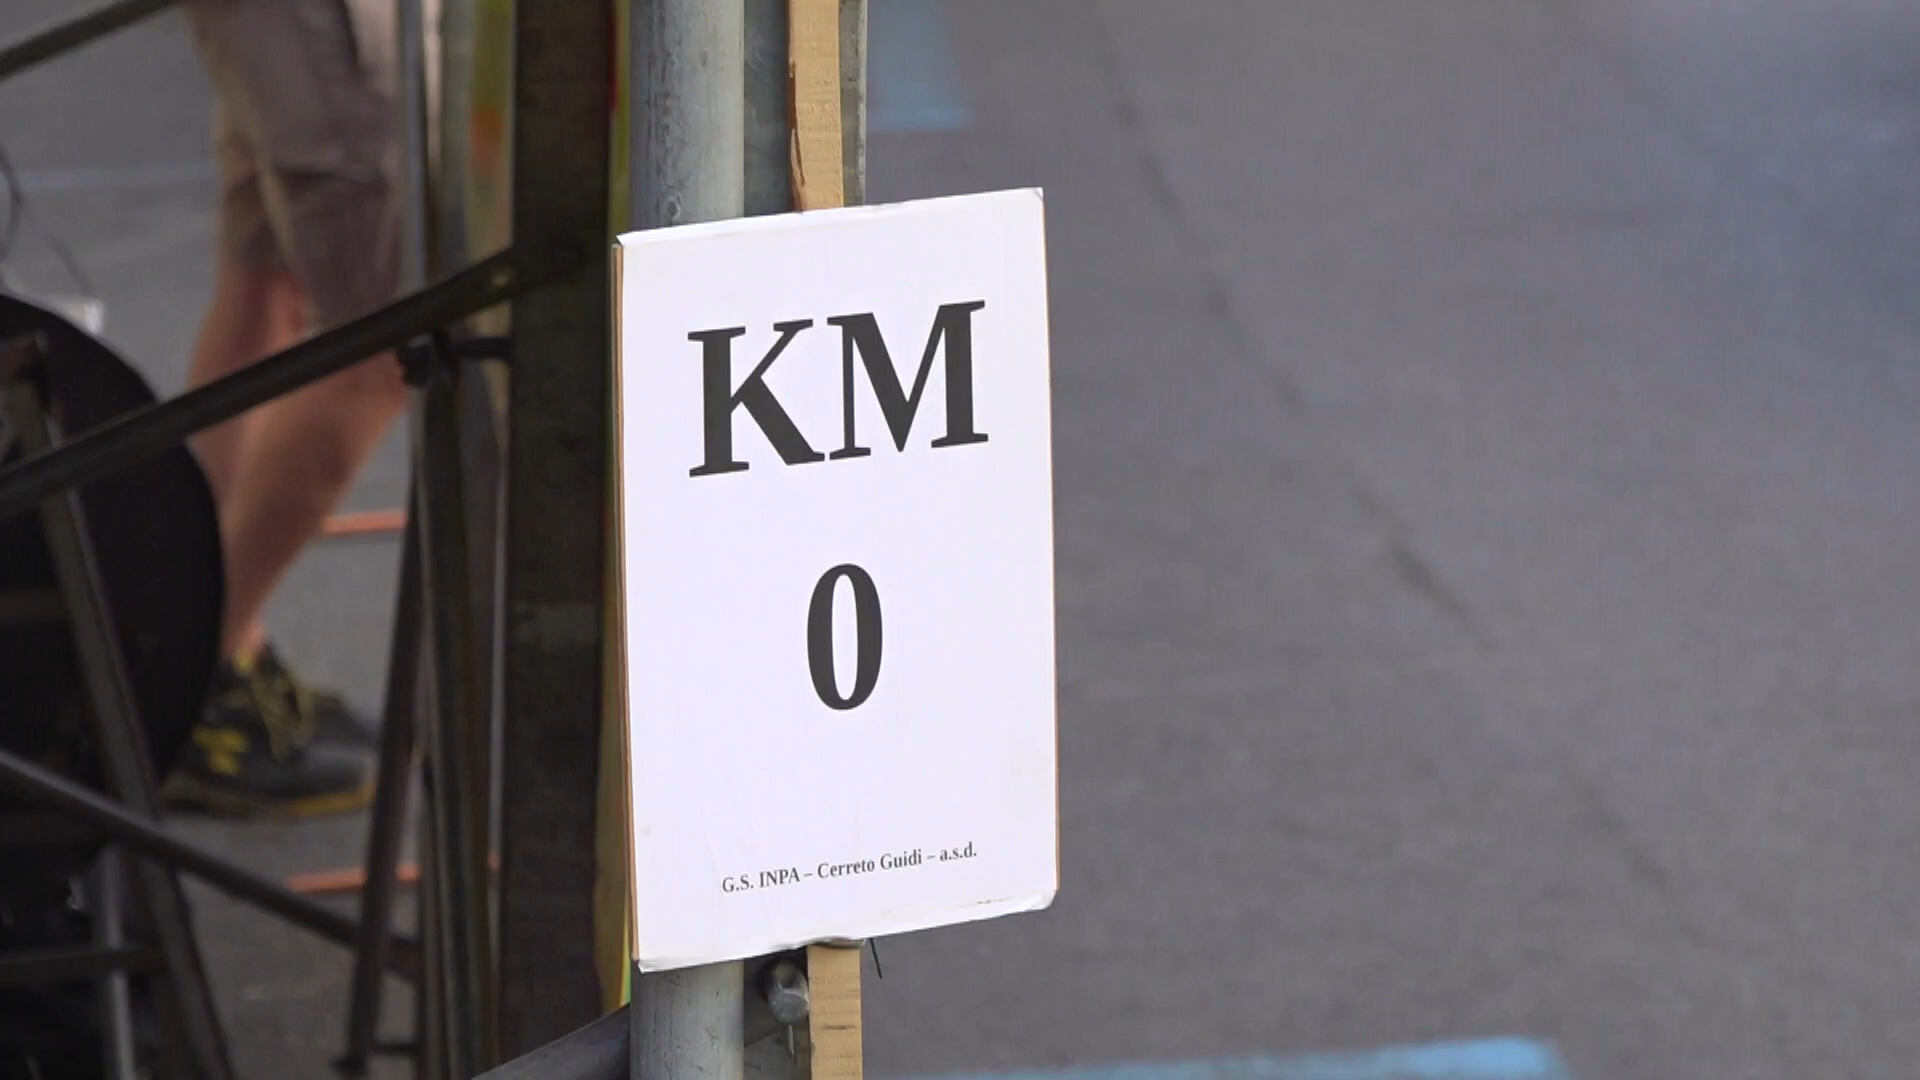 KM
0
G.S. INPA – Cerreto Guidi – a.s.d.